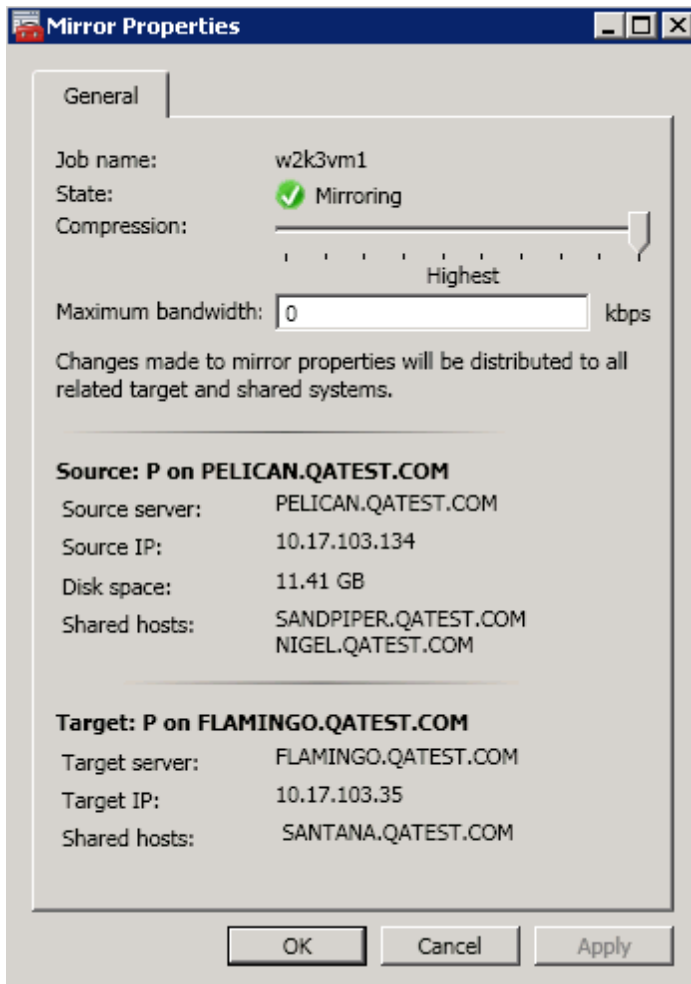 Mirror Properties
General
Job name: w2k3vm1
State: Mirroring
Compression:
Highest
Maximum bandwidth: 0 kbps
Changes made to mirror properties will be distributed to all
related target and shared systems.
Source: P on PELICAN.QATEST.COM
Source server: PELICAN.QATEST.COM
Source IP: 10.17.103.134
Disk space: 11.41 GB
Shared hosts: SANDPIPER.QATEST.COM
NIGEL.QATEST.COM
Target: P on FLAMINGO.QATEST.COM
Target server: FLAMINGO.QATEST.COM
Target IP: 10.17.103.35
Shared hosts: SANTANA.QATEST.COM
OK Cancel Apply